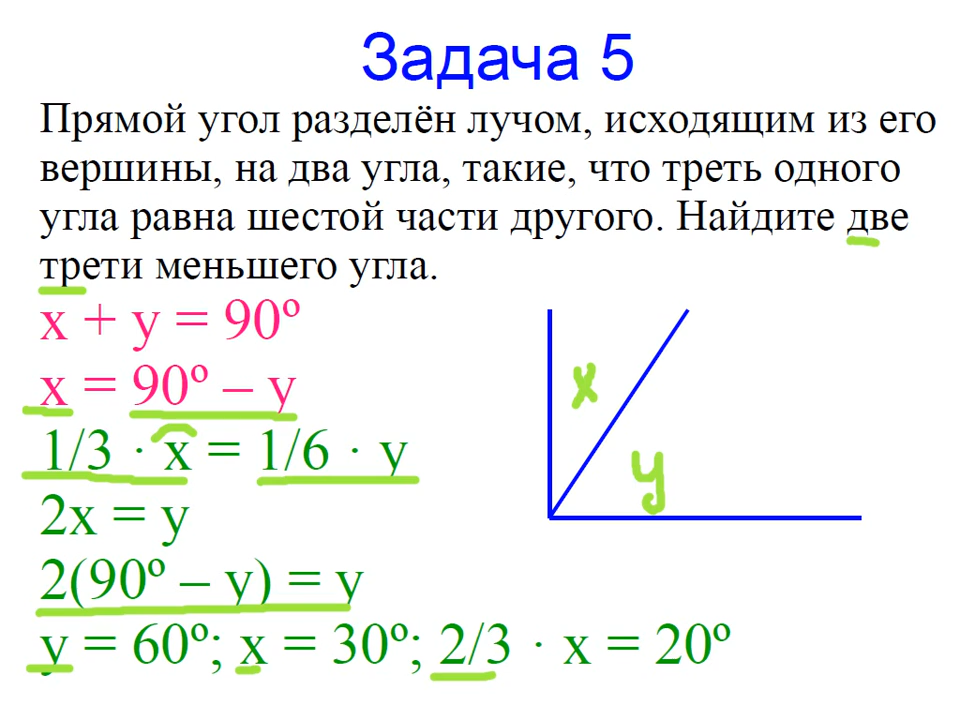 Задача 5
Прямой угол разделён лучом, исходящим из его
вершины, на два угла, такие, что треть одного
угла равна шестой части другого. Найдите две
трети меньшего угла.
x + y = 90º
x = 90º – y
1/3 · x = 1/6 · y
2x = y
2(90º – y) = y
y = 60º; x = 30º; 2/3 · x = 20º
x
y